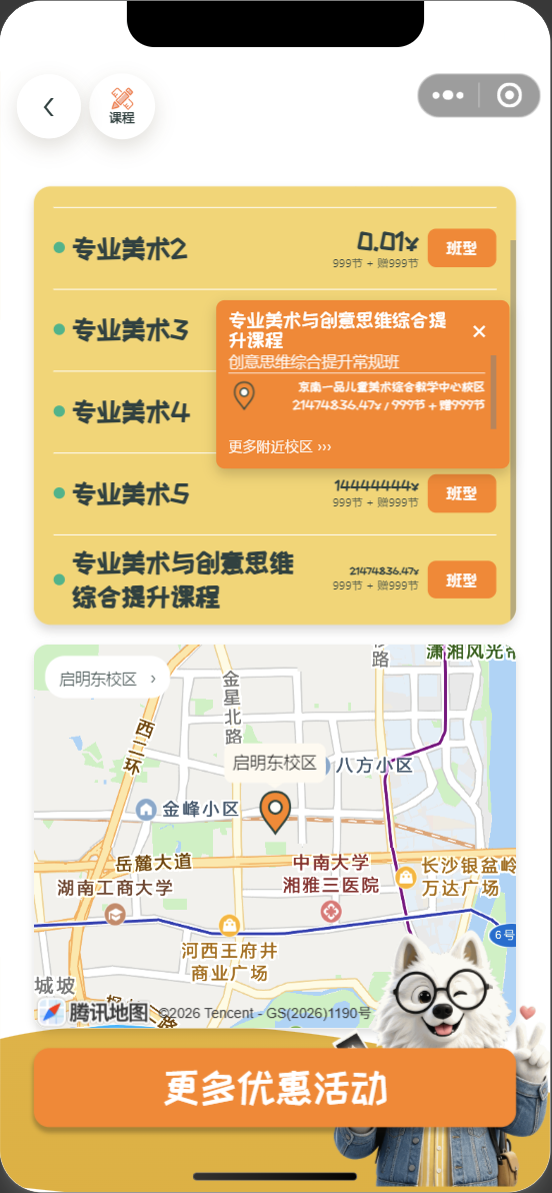 课程
专业美术2
0.01¥
999节 + 赠999节
班型
专业美术3
专业美术与创意思维综合提
升课程
创意思维综合提升常规班
京南一品儿童美术综合教学中心校区
21474836.47¥ / 999节 + 赠999节
更多附近校区 ›››
专业美术4
专业美术5
14444444¥
999节 + 赠999节
班型
专业美术与创意思维
综合提升课程
21474836.47¥
999节 + 赠999节
班型
启明东校区 ›
金星北路
路
潇湘风光带
西二环
启明东校区
八方小区
金峰小区
岳麓大道
湖南工商大学
中南大学
湘雅三医院
长沙银盆岭
万达广场
河西王府井
商业广场
6号
城坡
腾讯地图
©2026 Tencent - GS(2026)1190号
更多优惠活动